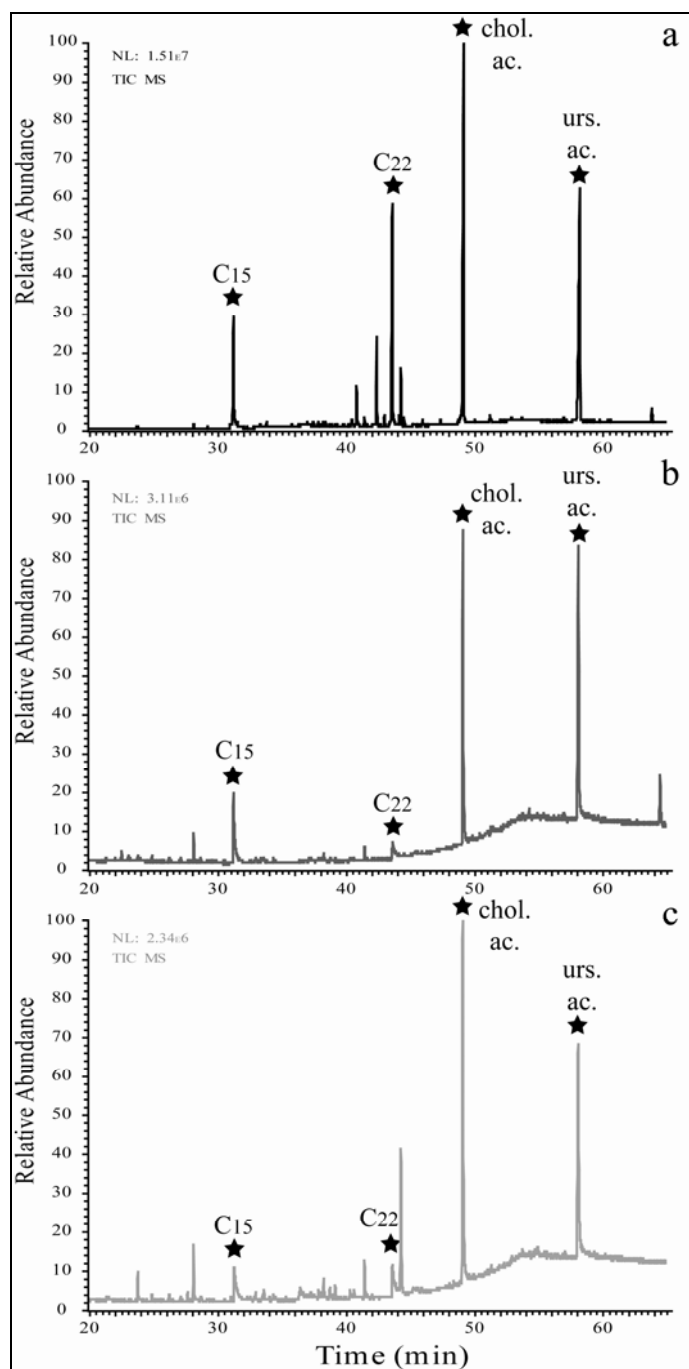 a
NL: 1.51E7
TIC MS
chol.
ac.
urs.
ac.
C22
C15
Relative Abundance
100
90
80
70
60
50
40
30
20
10
0
20 30 40 50 60
b
NL: 3.11E6
TIC MS
chol.
ac.
urs.
ac.
C15
C22
Relative Abundance
100
90
80
70
60
50
40
30
20
10
0
20 30 40 50 60
c
NL: 2.34E6
TIC MS
chol.
ac.
urs.
ac.
C15
C22
Relative Abundance
100
90
80
70
60
50
40
30
20
10
0
20 30 40 50 60
Time (min)